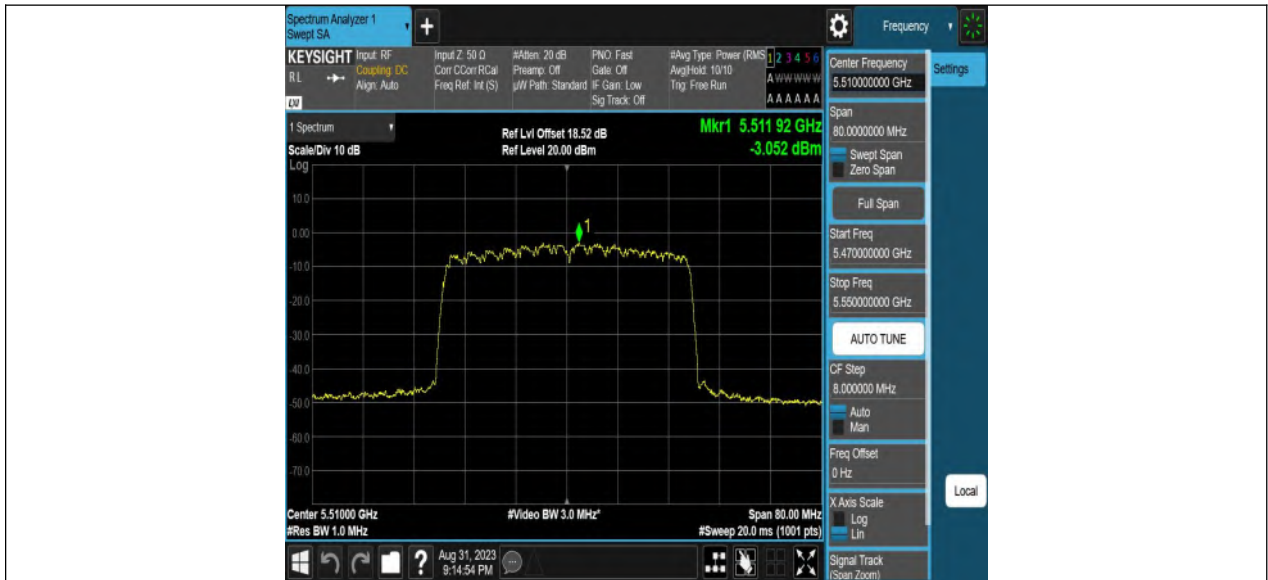 Spectrum Analyzer 1
Swept SA
+
Frequency
KEYSIGHT
RL
LXI
Input: RF
Coupling: DC
Align: Auto
Input Z: 50 Ω
Corr CCorr RCal
Freq Ref: Int (S)
#Atten: 20 dB
Preamp: Off
µW Path: Standard
PNO: Fast
Gate: Off
IF Gain: Low
Sig Track: Off
#Avg Type: Power (RMS
Avg|Hold: 10/10
Trig: Free Run
1 2 3 4 5 6
A W W W W W
A A A A A A
1 Spectrum
Scale/Div 10 dB
Log
Ref Lvl Offset 18.52 dB
Ref Level 20.00 dBm
Mkr1 5.511 92 GHz
-3.052 dBm
10.0
0.00
-10.0
-20.0
-30.0
-40.0
-50.0
-60.0
-70.0
1
Center 5.51000 GHz
#Res BW 1.0 MHz
#Video BW 3.0 MHz*
Span 80.00 MHz
#Sweep 20.0 ms (1001 pts)
?
Aug 31, 2023
9:14:54 PM
Center Frequency
5.510000000 GHz
Settings
Span
80.0000000 MHz
Swept Span
Zero Span
Full Span
Start Freq
5.470000000 GHz
Stop Freq
5.550000000 GHz
AUTO TUNE
CF Step
8.000000 MHz
Auto
Man
Freq Offset
0 Hz
X Axis Scale
Log
Lin
Local
Signal Track
(Span Zoom)